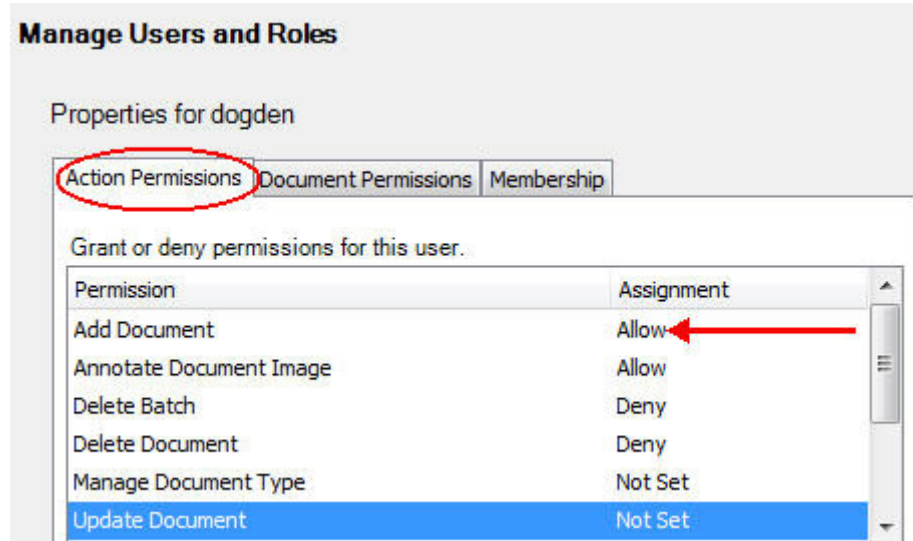 Manage Users and Roles
Properties for dogden
Action Permissions Document Permissions Membership
Grant or deny permissions for this user.
Permission Assignment
Add Document Allow
Annotate Document Image Allow
Delete Batch Deny
Delete Document Deny
Manage Document Type Not Set
Update Document Not Set